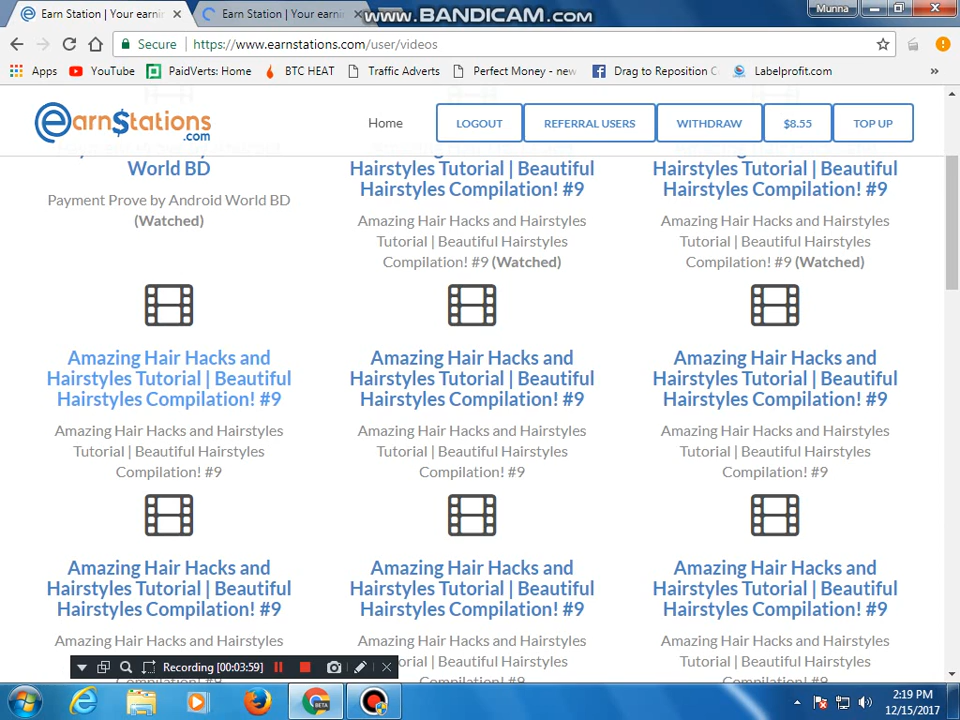 Earn Station | Your earnin
Earn Station | Your earnin
www.BANDICAM.com
Munna
Secure
https://www.earnstations.com/user/videos
Apps
YouTube
PaidVerts: Home
BTC HEAT
Traffic Adverts
Perfect Money - new
Drag to Reposition C
Labelprofit.com
»
earn$tations
.com
Home
LOGOUT
REFERRAL USERS
WITHDRAW
$8.55
TOP UP
World BD
Payment Prove by Android World BD
(Watched)
Hairstyles Tutorial | Beautiful
Hairstyles Compilation! #9
Amazing Hair Hacks and Hairstyles
Tutorial | Beautiful Hairstyles
Compilation! #9 (Watched)
Hairstyles Tutorial | Beautiful
Hairstyles Compilation! #9
Amazing Hair Hacks and Hairstyles
Tutorial | Beautiful Hairstyles
Compilation! #9 (Watched)
Amazing Hair Hacks and
Hairstyles Tutorial | Beautiful
Hairstyles Compilation! #9
Amazing Hair Hacks and Hairstyles
Tutorial | Beautiful Hairstyles
Compilation! #9
Amazing Hair Hacks and
Hairstyles Tutorial | Beautiful
Hairstyles Compilation! #9
Amazing Hair Hacks and Hairstyles
Tutorial | Beautiful Hairstyles
Compilation! #9
Amazing Hair Hacks and
Hairstyles Tutorial | Beautiful
Hairstyles Compilation! #9
Amazing Hair Hacks and Hairstyles
Tutorial | Beautiful Hairstyles
Compilation! #9
Amazing Hair Hacks and
Hairstyles Tutorial | Beautiful
Hairstyles Compilation! #9
Amazing Hair Hacks and Hairstyles
Amazing Hair Hacks and
Hairstyles Tutorial | Beautiful
Hairstyles Compilation! #9
Amazing Hair Hacks and Hairstyles
| Beautiful Hairstyles
Amazing Hair Hacks and
Hairstyles Tutorial | Beautiful
Hairstyles Compilation! #9
Amazing Hair Hacks and Hairstyles
Tutorial | Beautiful Hairstyles
Recording [00:03:59]
BETA
2:19 PM
12/15/2017